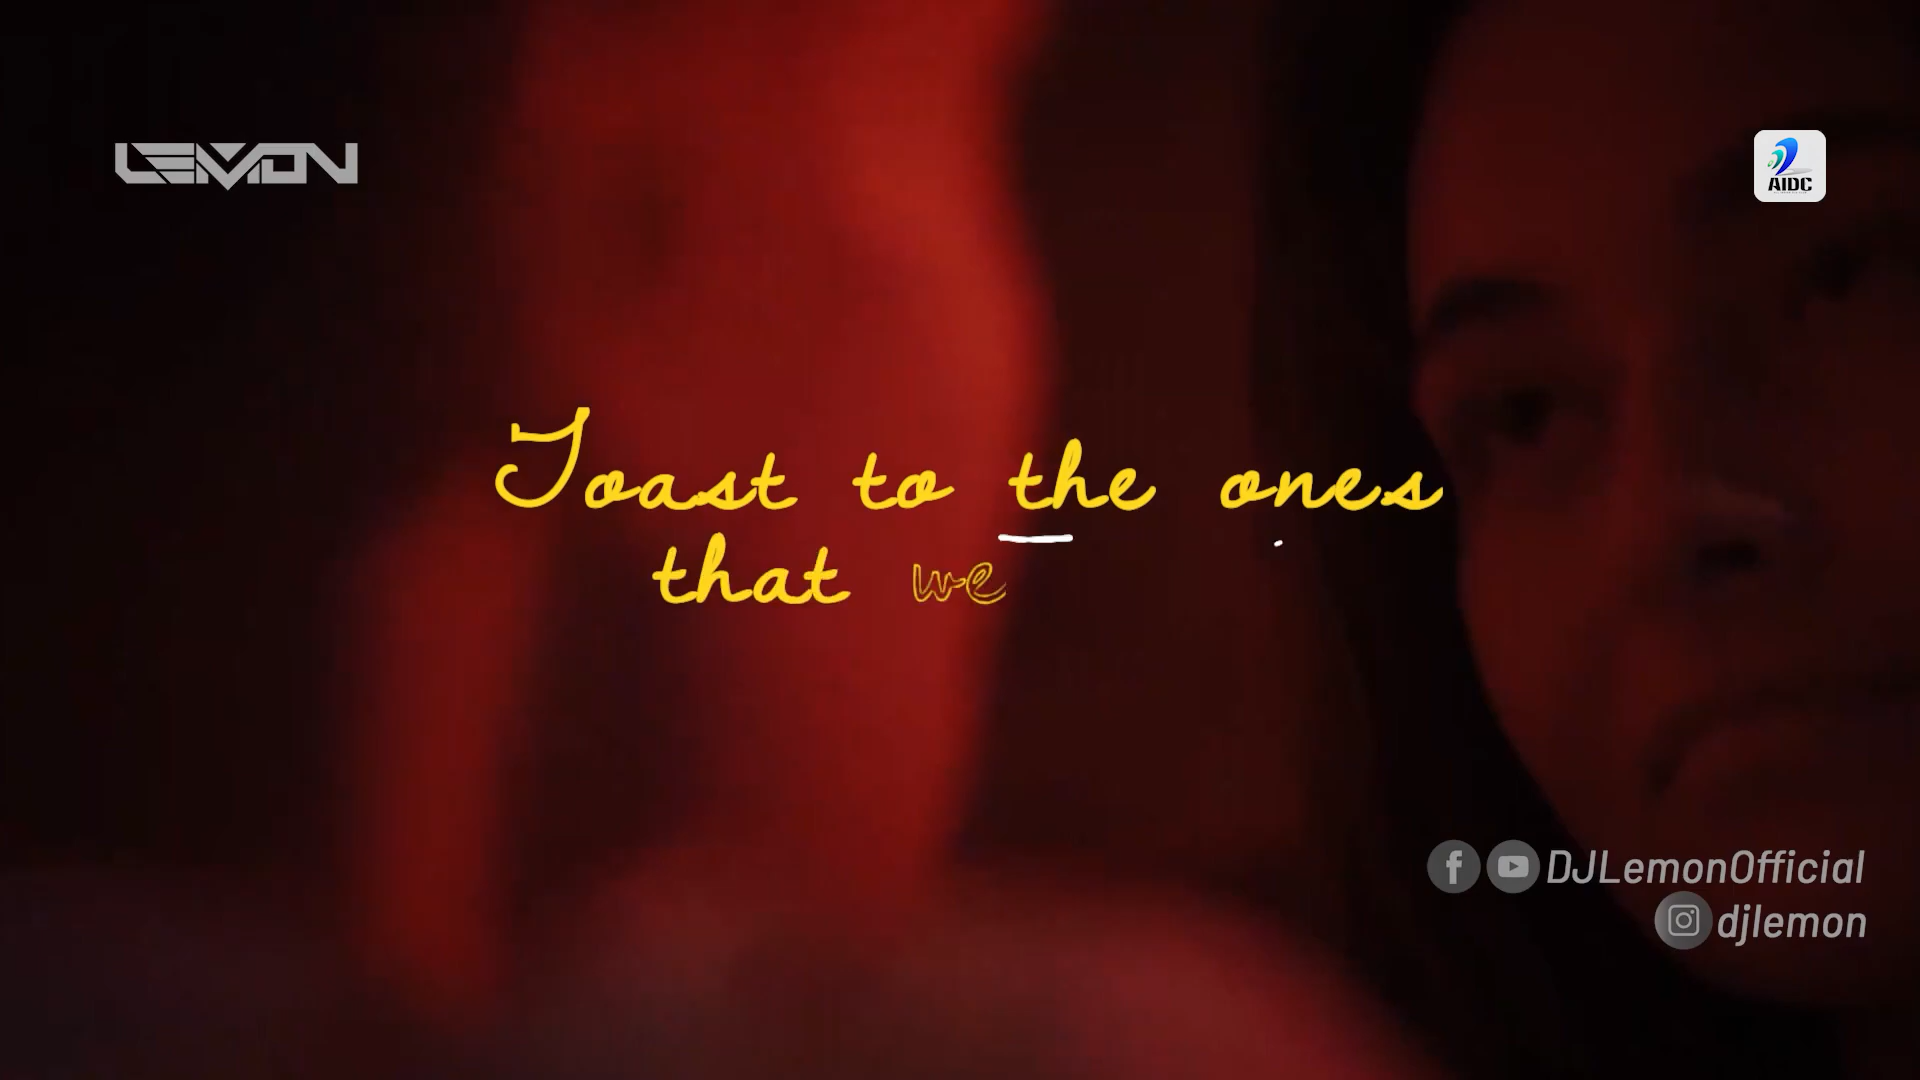 LEMON
AIDC
Toast to the ones
that we
DJLemonOfficial
djlemon